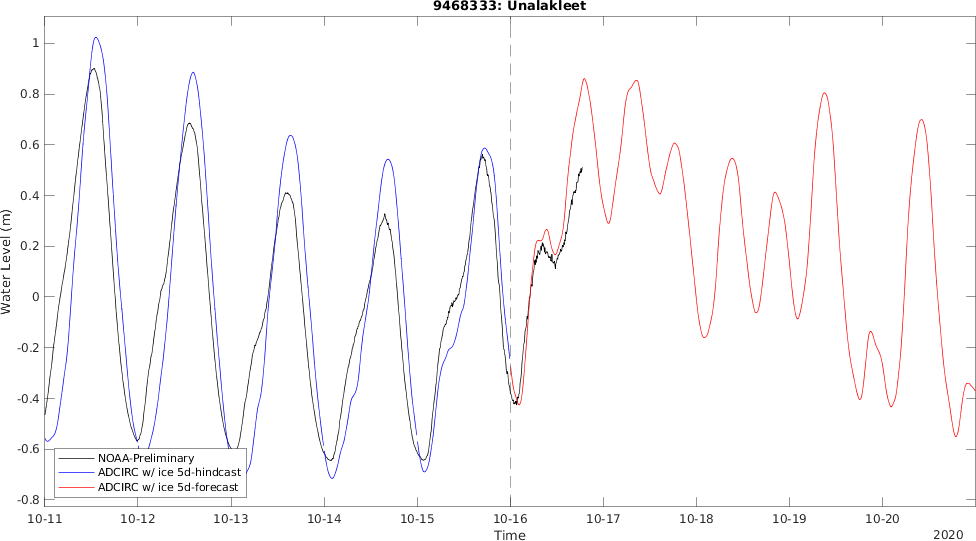 9468333: Unalakleet
Water Level (m)
1
0.8
0.6
0.4
0.2
0
-0.2
-0.4
-0.6
-0.8
NOAA-Preliminary
ADCIRC w/ ice 5d-hindcast
ADCIRC w/ ice 5d-forecast
10-11 10-12 10-13 10-14 10-15 10-16 10-17 10-18 10-19 10-20
Time
2020